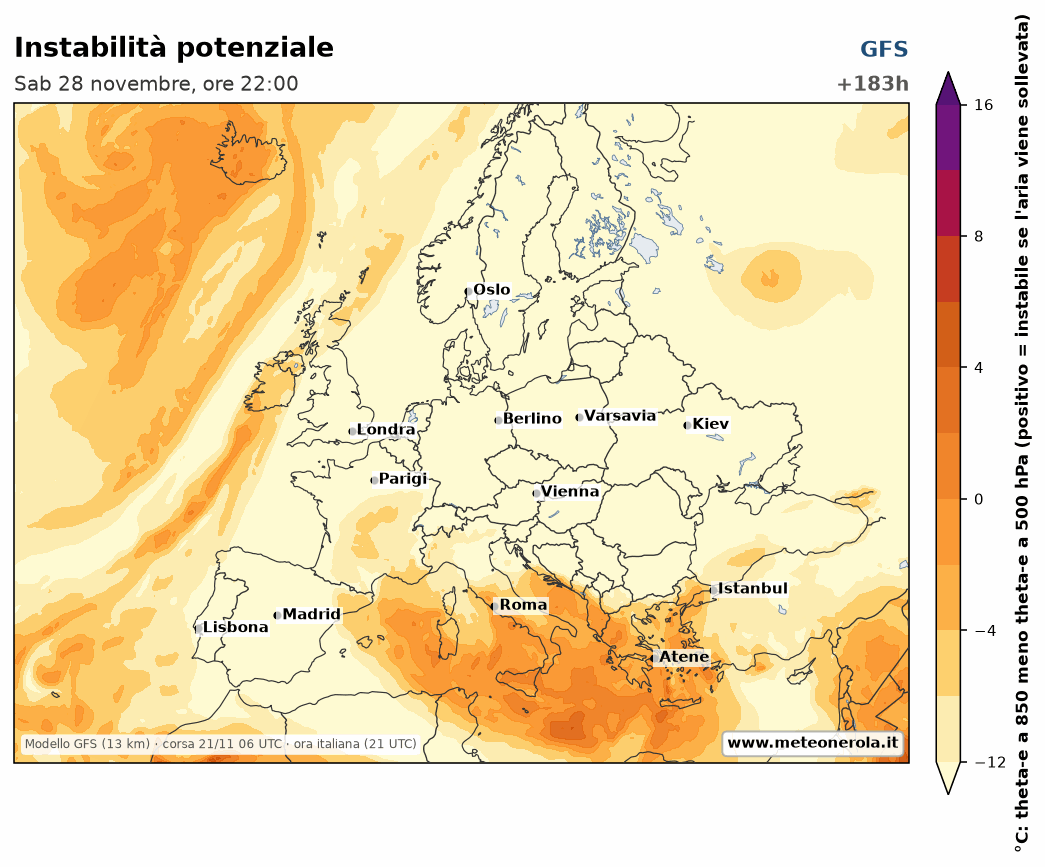 Instabilità potenziale
GFS
Sab 28 novembre, ore 22:00
+183h
°C: theta-e a 850 meno theta-e a 500 hPa (positivo = instabile se l'aria viene sollevata)
16
8
4
0
−4
−12
Oslo
Berlino
Varsavia
Kiev
Londra
Parigi
Vienna
Istanbul
Roma
Madrid
Lisbona
Atene
Modello GFS (13 km) · corsa 21/11 06 UTC · ora italiana (21 UTC)
www.meteonerola.it